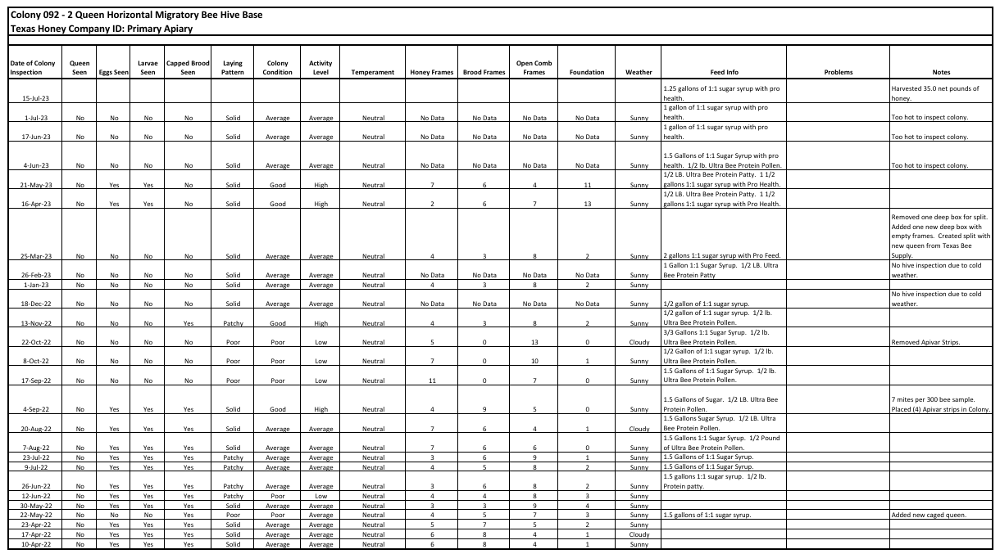 Colony 092 - 2 Queen Horizontal Migratory Bee Hive Base
Texas Honey Company ID: Primary Apiary
Date of Colony Inspection Queen Seen Eggs Seen Larvae Seen Capped Brood Seen Laying Pattern Colony Condition Activity Level Temperament Honey Frames Brood Frames Open Comb Frames Foundation Weather Feed Info Problems Notes
15-Jul-23 1.25 gallons of 1:1 sugar syrup with pro health. Harvested 35.0 net pounds of honey.
1-Jul-23 No No No No Solid Average Average Neutral No Data No Data No Data No Data Sunny 1 gallon of 1:1 sugar syrup with pro health. Too hot to inspect colony.
17-Jun-23 No No No No Solid Average Average Neutral No Data No Data No Data No Data Sunny 1 gallon of 1:1 sugar syrup with pro health. Too hot to inspect colony.
4-Jun-23 No No No No Solid Average Average Neutral No Data No Data No Data No Data Sunny 1.5 Gallons of 1:1 Sugar Syrup with pro health. 1/2 lb. Ultra Bee Protein Pollen. Too hot to inspect colony.
21-May-23 No Yes Yes No Solid Good High Neutral 7 6 4 11 Sunny 1/2 LB. Ultra Bee Protein Patty. 1 1/2 gallons 1:1 sugar syrup with Pro Health.
16-Apr-23 No Yes Yes No Solid Good High Neutral 2 6 7 13 Sunny 1/2 LB. Ultra Bee Protein Patty. 1 1/2 gallons 1:1 sugar syrup with Pro Health.
25-Mar-23 No No No No Solid Average Average Neutral 4 3 8 2 Sunny 2 gallons 1:1 sugar syrup with Pro Feed. Removed one deep box for split. Added one new deep box with empty frames. Created split with new queen from Texas Bee Supply.
26-Feb-23 No No No No Solid Average Average Neutral No Data No Data No Data No Data Sunny 1 Gallon 1:1 Sugar Syrup. 1/2 LB. Ultra Bee Protein Patty No hive inspection due to cold weather.
1-Jan-23 No No No No Solid Average Average Neutral 4 3 8 2 Sunny
18-Dec-22 No No No No Solid Average Average Neutral No Data No Data No Data No Data Sunny 1/2 gallon of 1:1 sugar syrup. No hive inspection due to cold weather.
13-Nov-22 No No No Yes Patchy Good High Neutral 4 3 8 2 Sunny 1/2 gallon of 1:1 sugar syrup. 1/2 lb. Ultra Bee Protein Pollen.
22-Oct-22 No No No No Poor Poor Low Neutral 5 0 13 0 Cloudy 3/3 Gallons 1:1 Sugar Syrup. 1/2 lb. Ultra Bee Protein Pollen. Removed Apivar Strips.
8-Oct-22 No No No No Poor Poor Low Neutral 7 0 10 1 Sunny 1/2 Gallon of 1:1 sugar syrup. 1/2 lb. Ultra Bee Protein Pollen.
17-Sep-22 No No No No Poor Poor Low Neutral 11 0 7 0 Sunny 1.5 Gallons of 1:1 Sugar Syrup. 1/2 lb. Ultra Bee Protein Pollen.
4-Sep-22 No Yes Yes Yes Solid Good High Neutral 4 9 5 0 Sunny 1.5 Gallons of Sugar. 1/2 LB. Ultra Bee Protein Pollen. 7 mites per 300 bee sample. Placed (4) Apivar strips in Colony.
20-Aug-22 No Yes Yes Yes Solid Average Average Neutral 7 6 4 1 Cloudy 1.5 Gallons Sugar Syrup. 1/2 LB. Ultra Bee Protein Pollen.
7-Aug-22 No Yes Yes Yes Solid Average Average Neutral 7 6 6 0 Sunny 1.5 Gallons 1:1 Sugar Syrup. 1/2 Pound of Ultra Bee Protein Pollen.
23-Jul-22 No Yes Yes Yes Patchy Average Average Neutral 3 6 9 1 Sunny 1.5 Gallons of 1:1 Sugar Syrup.
9-Jul-22 No Yes Yes Yes Patchy Average Average Neutral 4 5 8 2 Sunny 1.5 Gallons of 1:1 Sugar Syrup.
26-Jun-22 No Yes Yes Yes Patchy Average Average Neutral 3 6 8 2 Sunny 1.5 gallons 1:1 sugar syrup. 1/2 lb. Protein patty.
12-Jun-22 No Yes Yes Yes Patchy Poor Low Neutral 4 4 8 3 Sunny
30-May-22 No Yes Yes Yes Solid Average Average Neutral 3 3 9 4 Sunny
22-May-22 No No No Yes Poor Poor Average Neutral 4 5 7 3 Sunny 1.5 gallons of 1:1 sugar syrup. Added new caged queen.
23-Apr-22 No Yes Yes Yes Solid Average Average Neutral 5 7 5 2 Sunny
17-Apr-22 No Yes Yes Yes Solid Average Average Neutral 6 8 4 1 Cloudy
10-Apr-22 No Yes Yes Yes Solid Average Average Neutral 6 8 4 1 Sunny